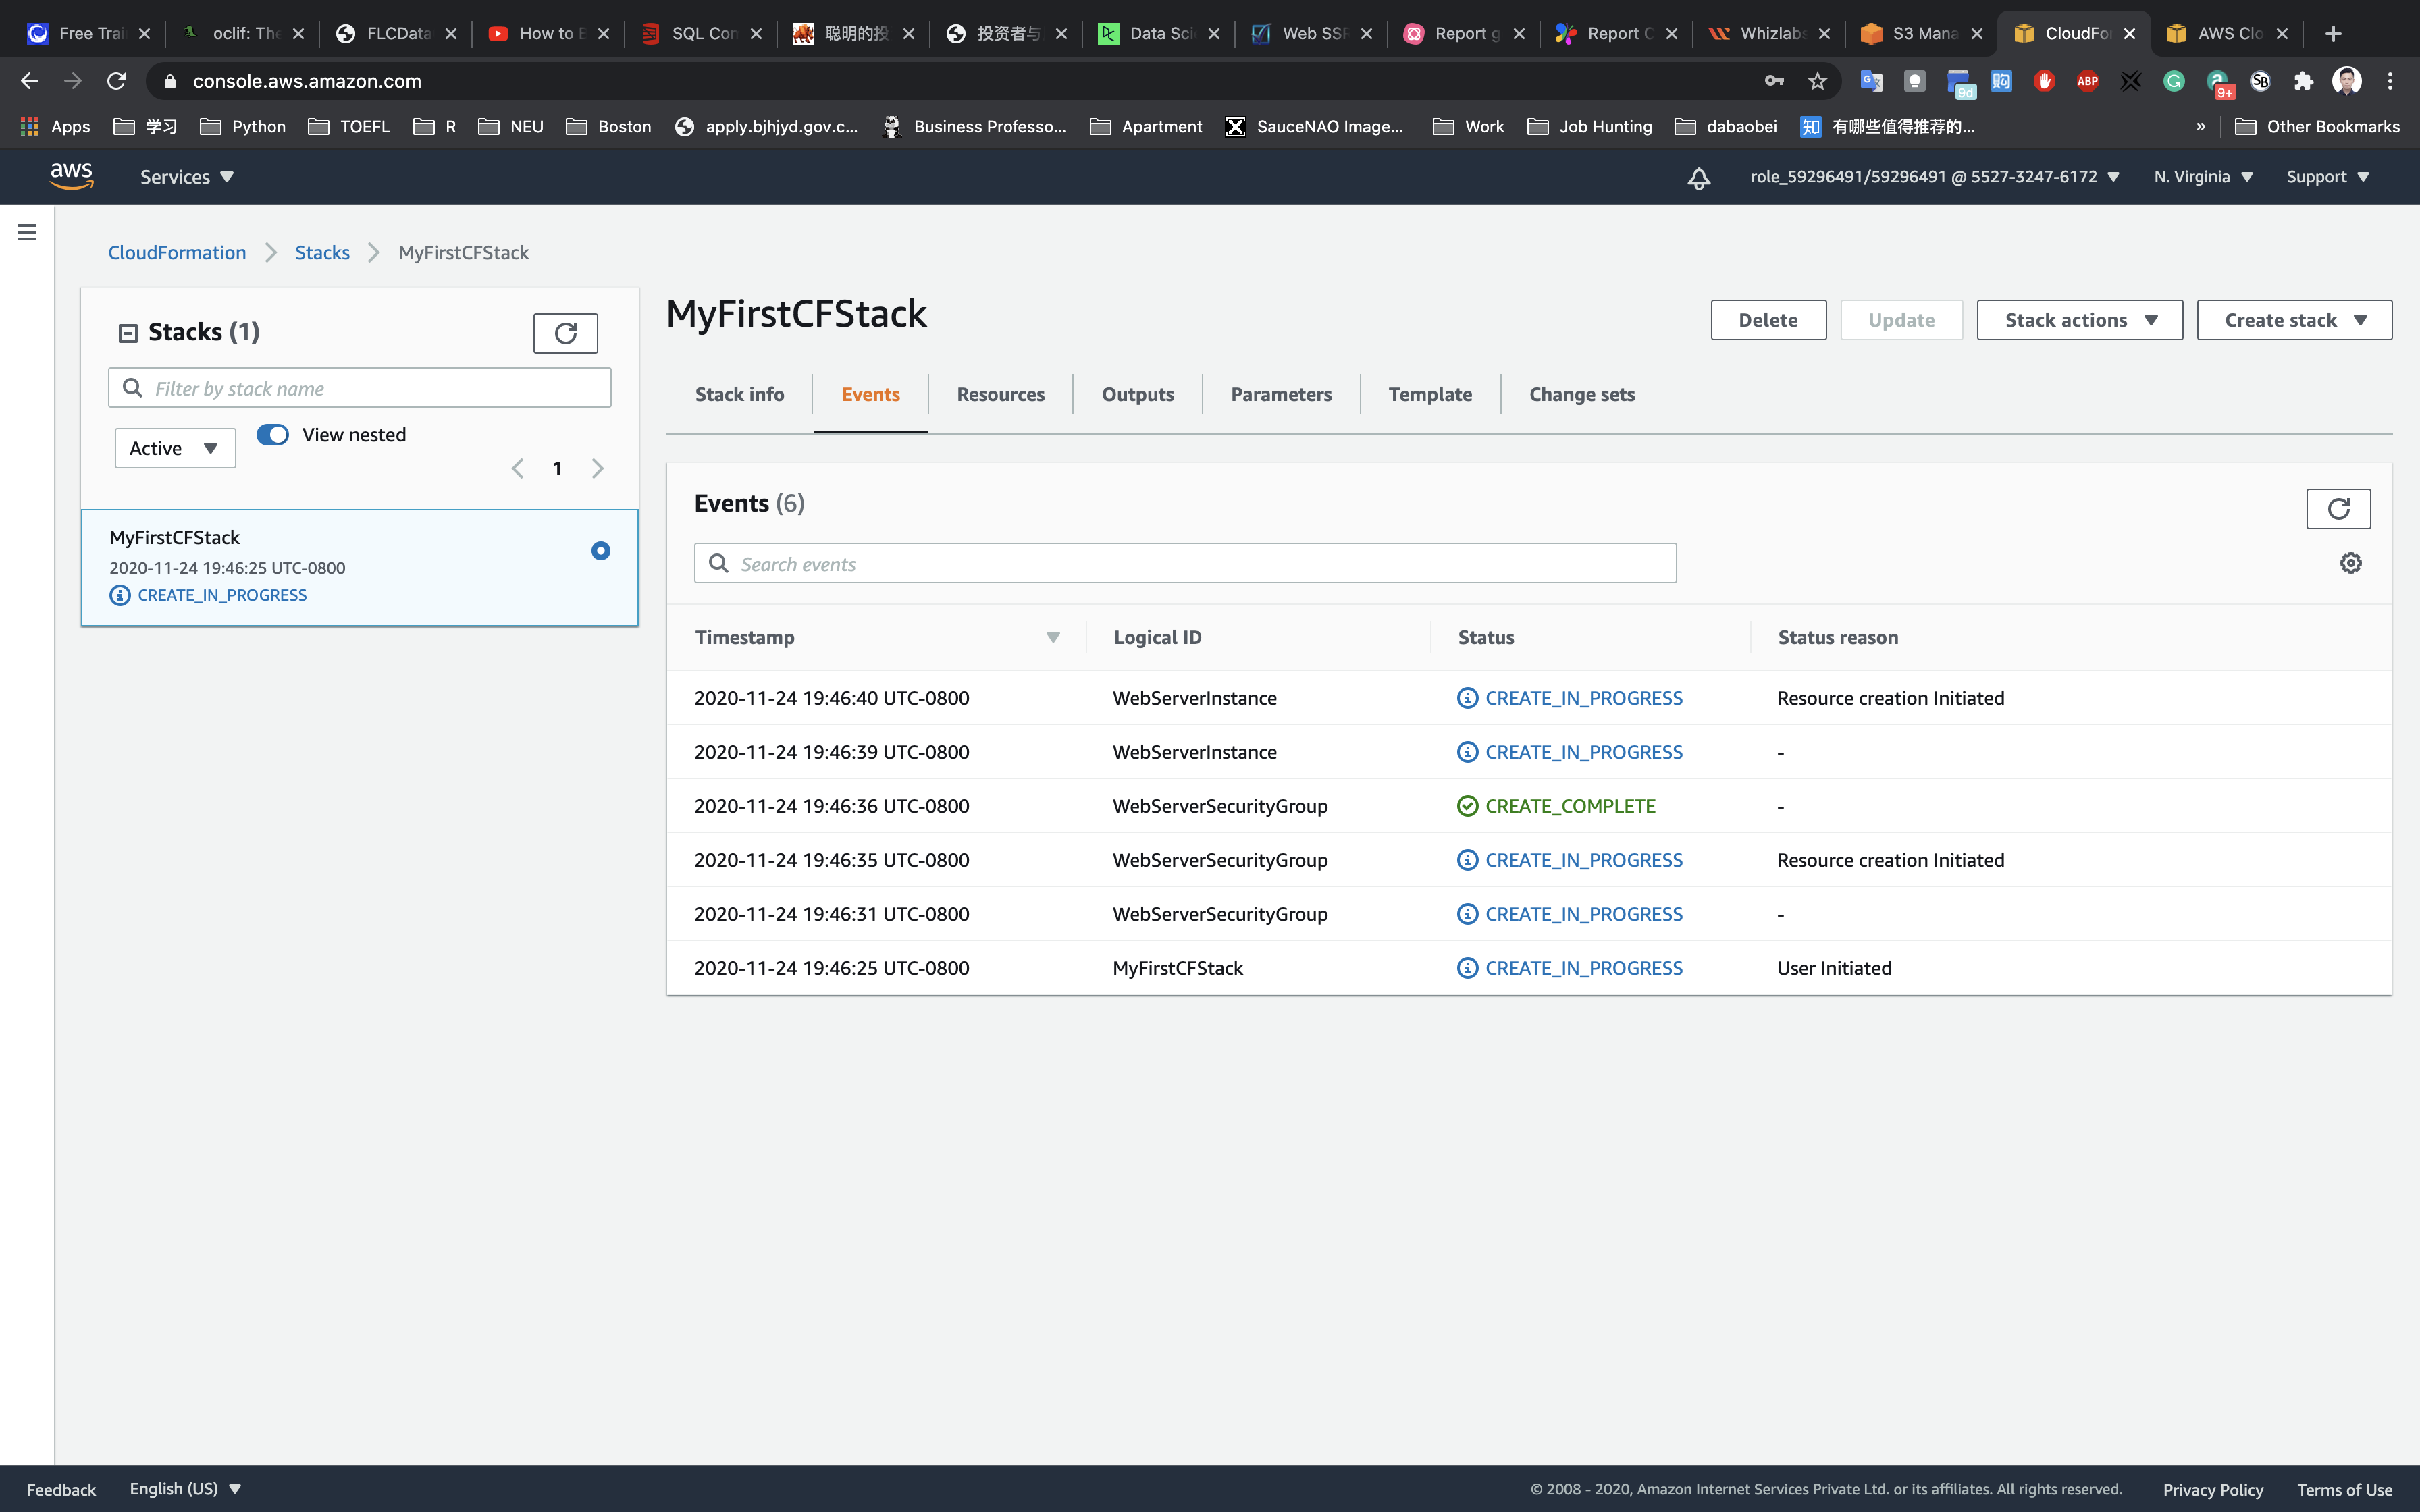 Free Trai
oclif: The
FLCData
How to B
SQL Con
聪明的投
投资者与
Data Sci
Web SSR
Report g
Report C
Whizlabs
S3 Mana
CloudFo
AWS Clo
console.aws.amazon.com
9d
购
ABP
9+
SB
Apps 学习 Python TOEFL R NEU Boston apply.bjhjyd.gov.c... Business Professo... Apartment SauceNAO Image... Work Job Hunting dabaobei 知 有哪些值得推荐的... » Other Bookmarks
aws Services role_59296491/59296491 @ 5527-3247-6172 N. Virginia Support
CloudFormation Stacks MyFirstCFStack
Stacks (1)
Filter by stack name
Active View nested
1
MyFirstCFStack
2020-11-24 19:46:25 UTC-0800
CREATE_IN_PROGRESS
MyFirstCFStack
Delete Update Stack actions Create stack
Stack info Events Resources Outputs Parameters Template Change sets
Events (6)
Search events
Timestamp Logical ID Status Status reason
2020-11-24 19:46:40 UTC-0800 WebServerInstance CREATE_IN_PROGRESS Resource creation Initiated
2020-11-24 19:46:39 UTC-0800 WebServerInstance CREATE_IN_PROGRESS -
2020-11-24 19:46:36 UTC-0800 WebServerSecurityGroup CREATE_COMPLETE -
2020-11-24 19:46:35 UTC-0800 WebServerSecurityGroup CREATE_IN_PROGRESS Resource creation Initiated
2020-11-24 19:46:31 UTC-0800 WebServerSecurityGroup CREATE_IN_PROGRESS -
2020-11-24 19:46:25 UTC-0800 MyFirstCFStack CREATE_IN_PROGRESS User Initiated
Feedback English (US) © 2008 - 2020, Amazon Internet Services Private Ltd. or its affiliates. All rights reserved. Privacy Policy Terms of Use